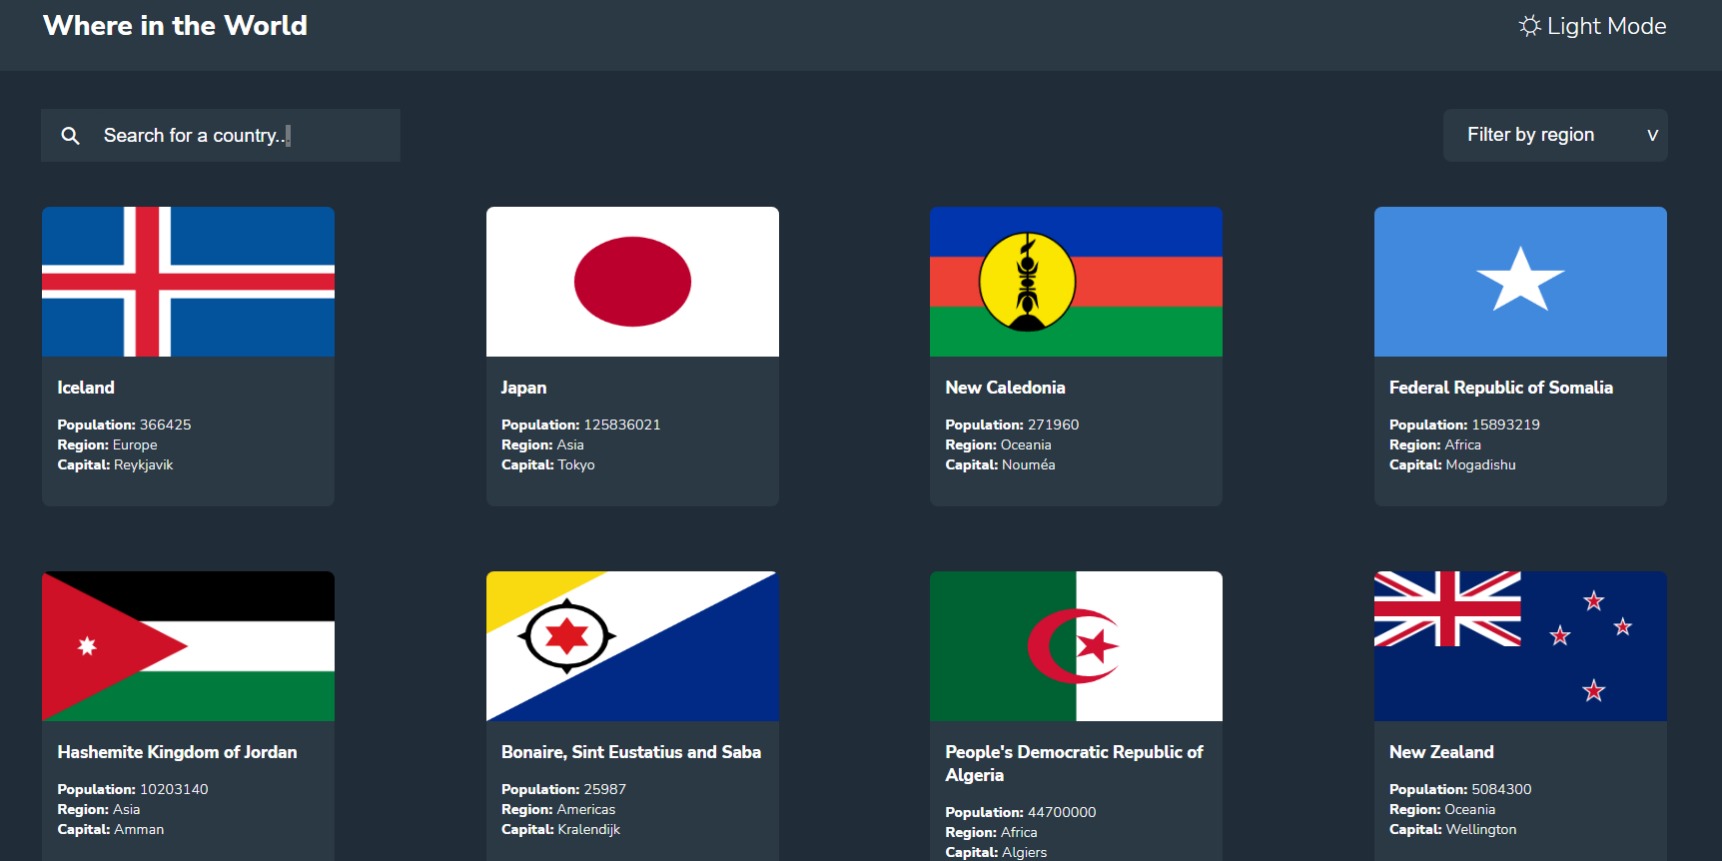 Where in the World
Light Mode
Search for a country...
Filter by region V
Iceland
Population: 366425
Region: Europe
Capital: Reykjavik
Japan
Population: 125836021
Region: Asia
Capital: Tokyo
New Caledonia
Population: 271960
Region: Oceania
Capital: Nouméa
Federal Republic of Somalia
Population: 15893219
Region: Africa
Capital: Mogadishu
Hashemite Kingdom of Jordan
Population: 10203140
Region: Asia
Capital: Amman
Bonaire, Sint Eustatius and Saba
Population: 25987
Region: Americas
Capital: Kralendijk
People's Democratic Republic of
Algeria
Population: 44700000
Region: Africa
Capital: Algiers
New Zealand
Population: 5084300
Region: Oceania
Capital: Wellington